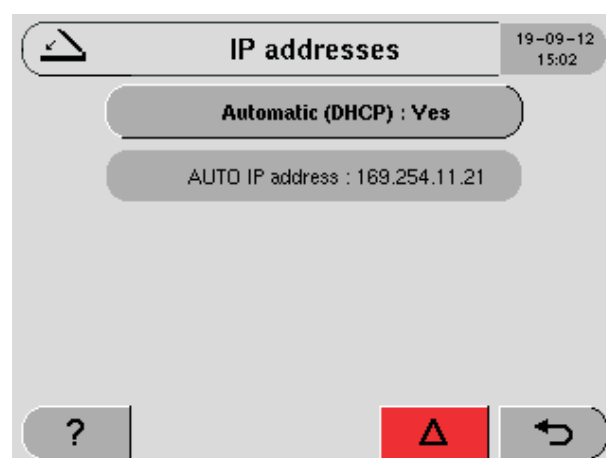 IP addresses
19-09-12
15:02
Automatic (DHCP) : Yes
AUTO IP address : 169.254.11.21
?